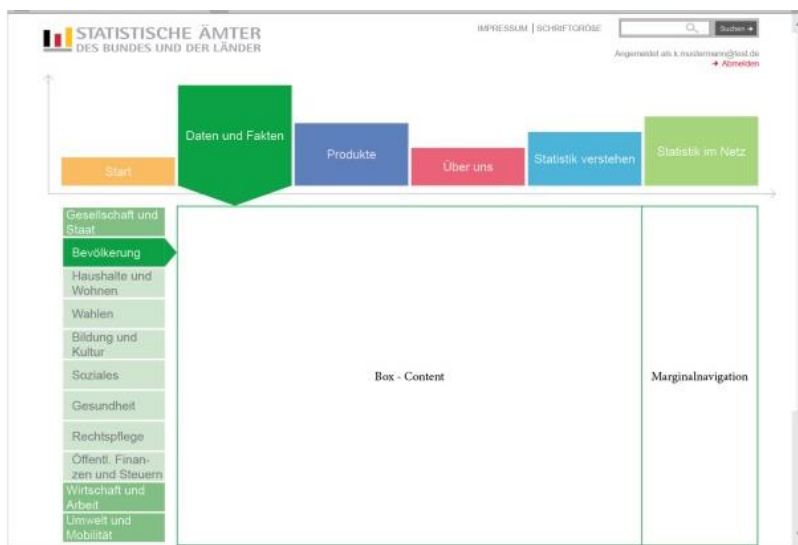 STATISTISCHE ÄMTER
DES BUNDES UND DER LÄNDER
IMPRESSUM | SCHRIFTGRÖßE
Suchen
Angemeldet als k.mustermann@test.de
Abmelden
Start
Daten und Fakten
Produkte
Über uns
Statistik verstehen
Statistik im Netz
Gesellschaft und
Staat
Bevölkerung
Haushalte und
Wohnen
Wahlen
Bildung und
Kultur
Soziales
Gesundheit
Rechtspflege
Öffentl. Finan-
zen und Steuern
Wirtschaft und
Arbeit
Umwelt und
Mobilität
Box - Content
Marginalnavigation